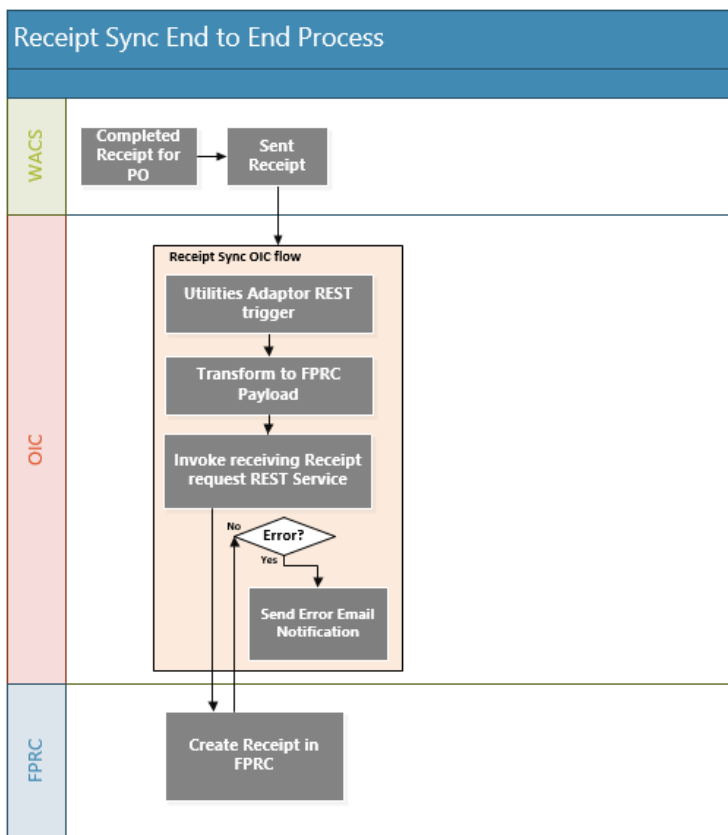 Receipt Sync End to End Process
WACS
Completed
Receipt for
PO
Sent
Receipt
OIC
Receipt Sync OIC flow
Utilities Adaptor REST
trigger
Transform to FPRC
Payload
Invoke receiving Receipt
request REST Service
No
Error?
Yes
Send Error Email
Notification
FPRC
Create Receipt in
FPRC